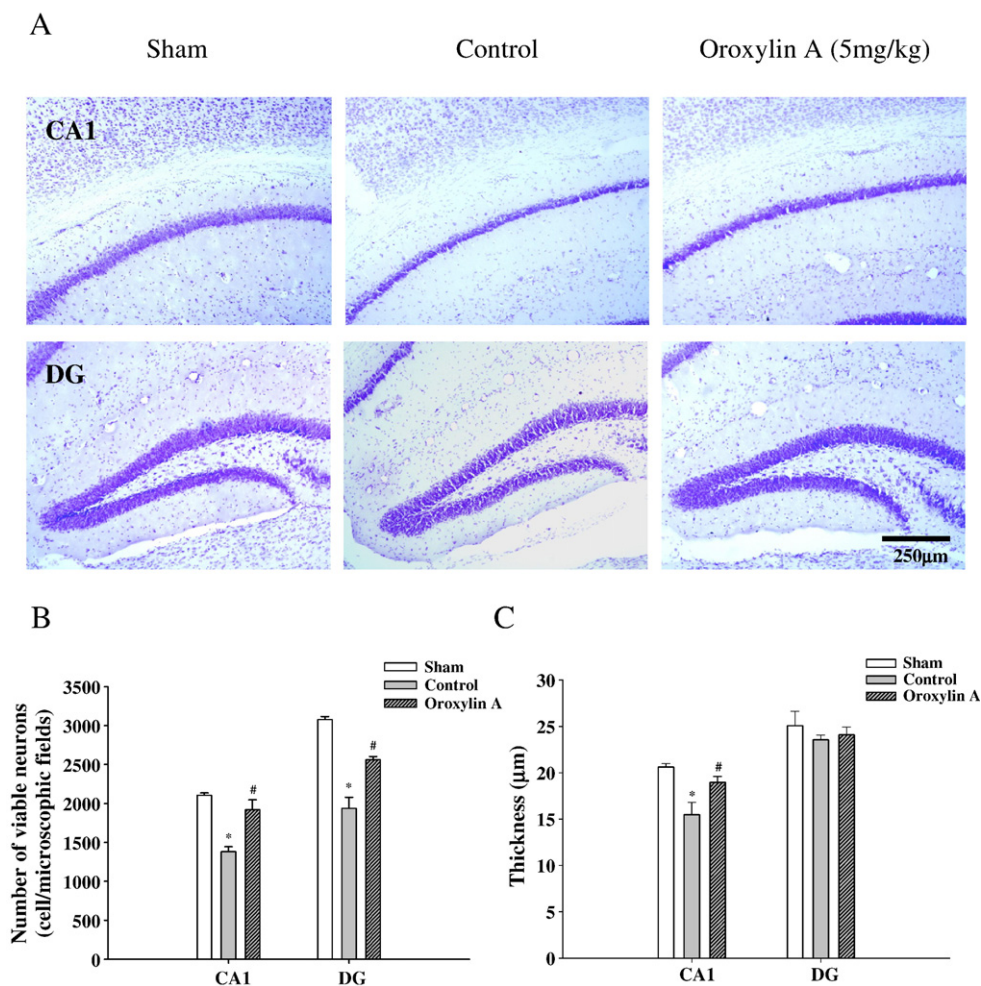 A
Sham Control Oroxylin A (5mg/kg)
CA1
DG
250μm
B
Sham
Control
Oroxylin A
Number of viable neurons
(cell/microscopic fields)
3500
3000
2500
2000
1500
1000
500
0
* # * #
CA1 DG
C
Sham
Control
Oroxylin A
Thickness (μm)
30
25
20
15
10
5
0
* #
CA1 DG